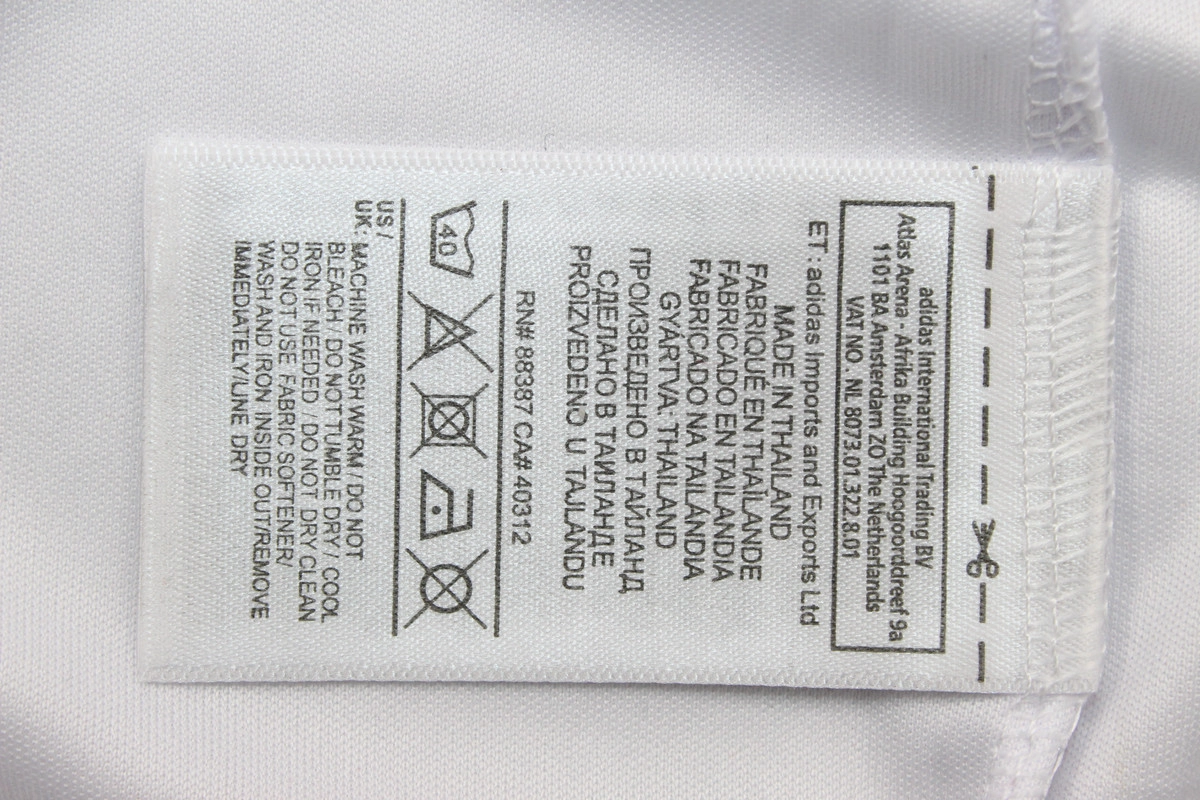 adidas International Trading BV
Atlas Arena - Afrika Building Hoogoorddreef 9a
1101 BA Amsterdam ZO The Netherlands
VAT NO. NL 8073.01.322.8.01
ET : adidas Imports and Exports Ltd
MADE IN THAILAND
FABRIQUÉ EN THAÏLANDE
FABRICADO EN TAILANDIA
FABRICADO NA TAILÂNDIA
GYÁRTVA: THAILAND
ПРОИЗВЕДЕНО В ТАЙЛАНД
СДЕЛАНО В ТАИЛАНДЕ
PROIZVEDENO U TAJLANDU
RN# 88387 CA# 40312
40
US /
UK: MACHINE WASH WARM / DO NOT
BLEACH / DO NOT TUMBLE DRY / COOL
IRON IF NEEDED / DO NOT DRY CLEAN
DO NOT USE FABRIC SOFTENER/
WASH AND IRON INSIDE OUT/REMOVE
IMMEDIATELY/LINE DRY